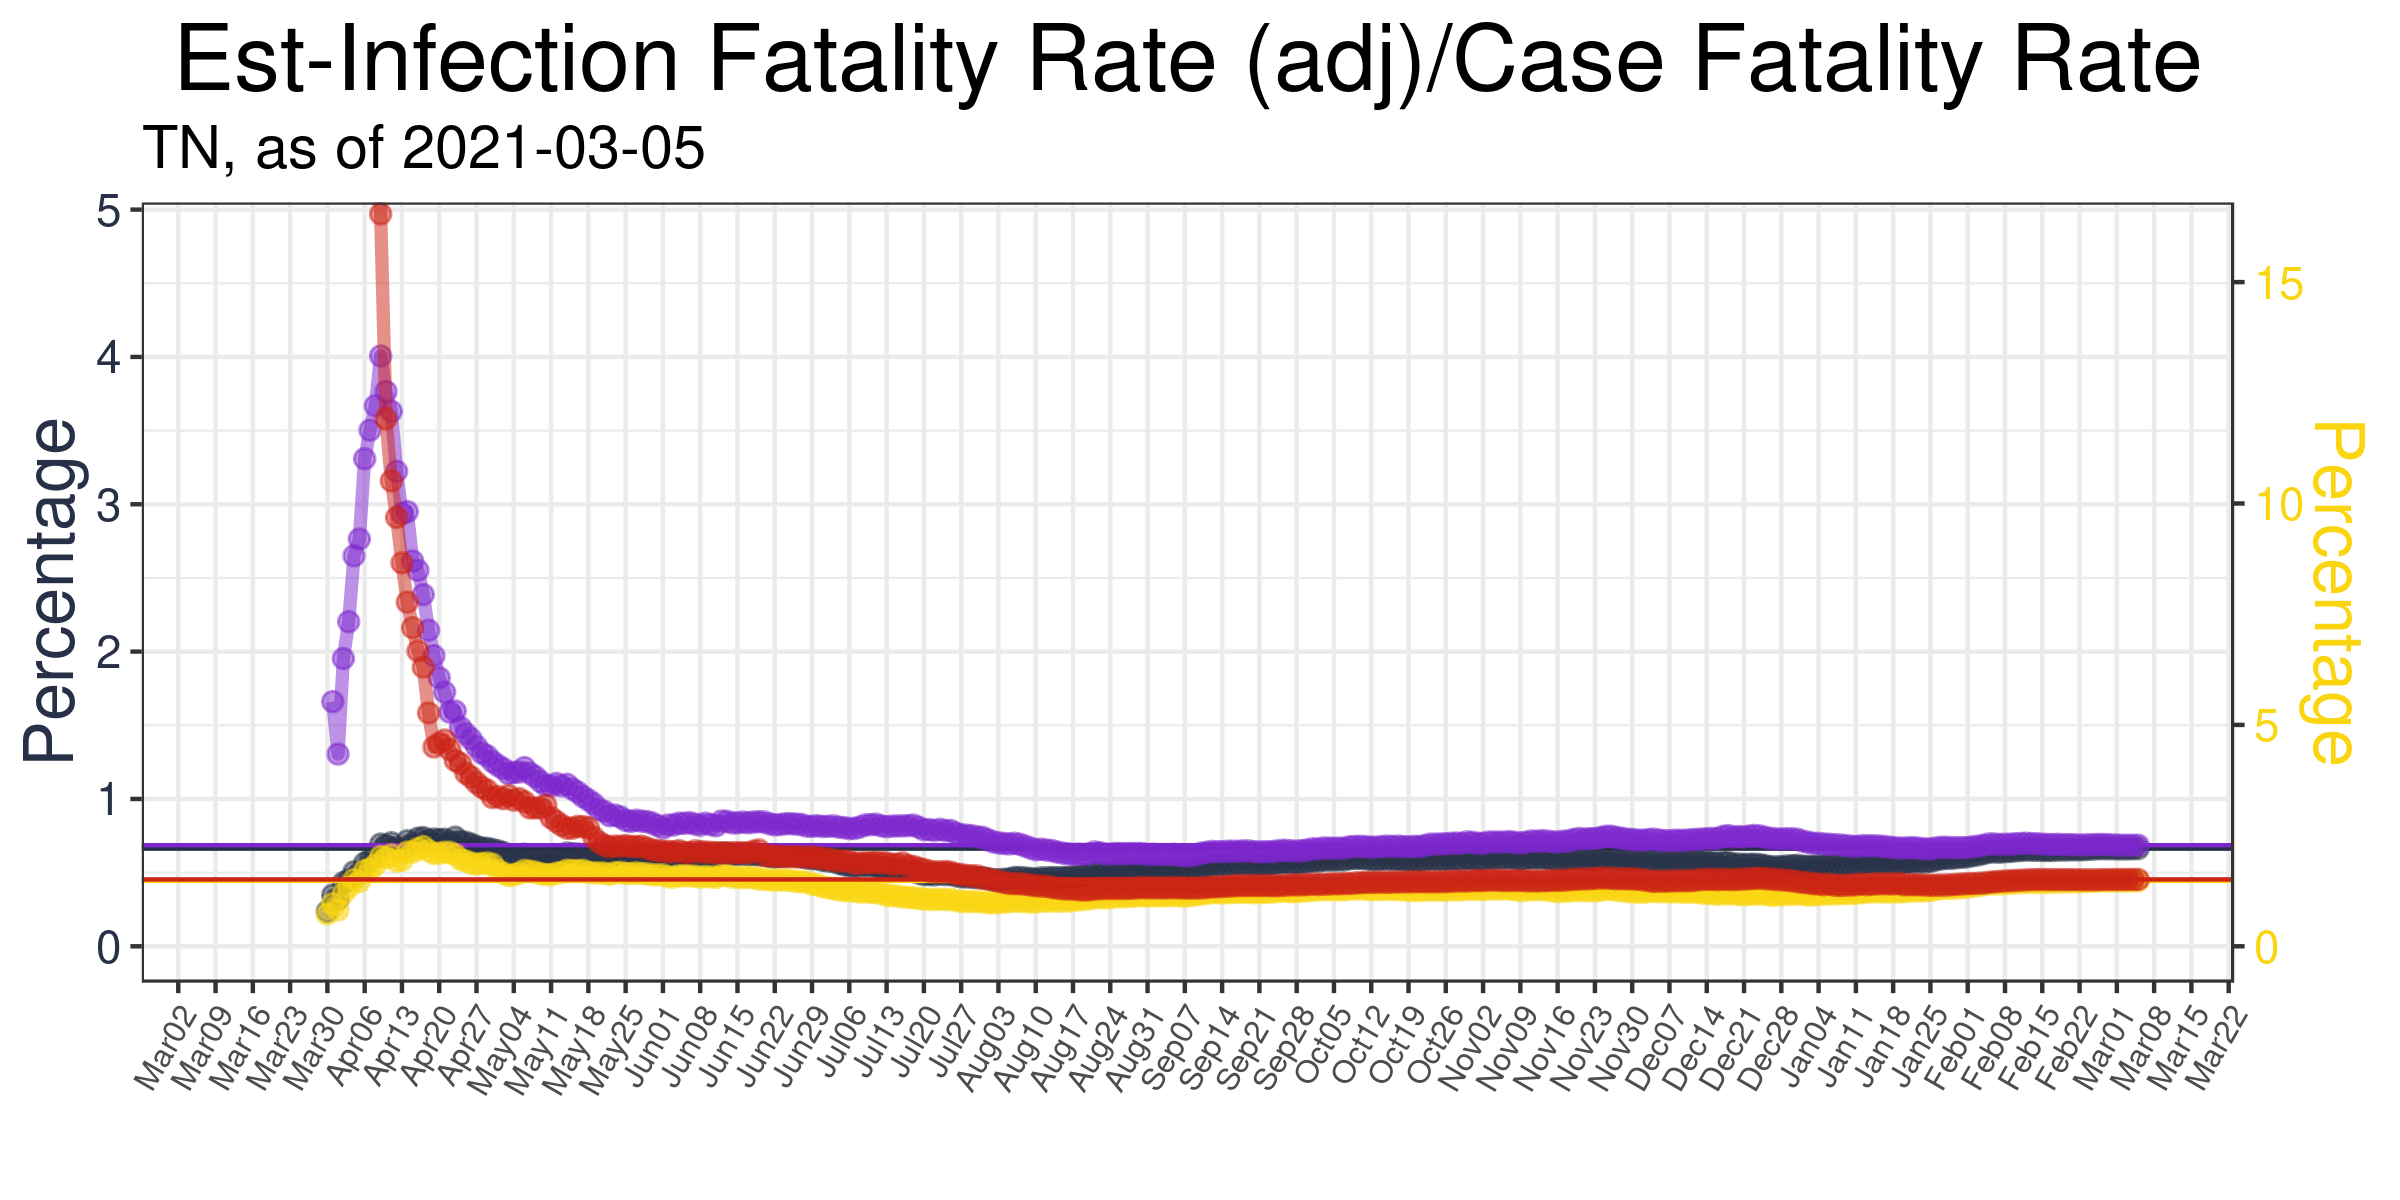 Est-Infection Fatality Rate (adj)/Case Fatality Rate
TN, as of 2021-03-05
Percentage
5
4
3
2
1
0
15
10
5
0
Percentage
Mar02
Mar09
Mar16
Mar23
Mar30
Apr06
Apr13
Apr20
Apr27
May04
May11
May18
May25
Jun01
Jun08
Jun15
Jun22
Jun29
Jul06
Jul13
Jul20
Jul27
Aug03
Aug10
Aug17
Aug24
Aug31
Sep07
Sep14
Sep21
Sep28
Oct05
Oct12
Oct19
Oct26
Nov02
Nov09
Nov16
Nov23
Nov30
Dec07
Dec14
Dec21
Dec28
Jan04
Jan11
Jan18
Jan25
Feb01
Feb08
Feb15
Feb22
Mar01
Mar08
Mar15
Mar22